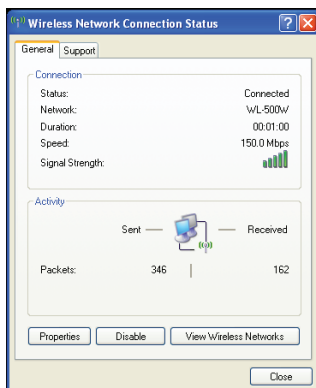 Wireless Network Connection Status
General Support
Connection
Status: Connected
Network: WL-500W
Duration: 00:01:00
Speed: 150.0 Mbps
Signal Strength:
Activity
Sent Received
Packets: 346 162
Properties Disable View Wireless Networks
Close